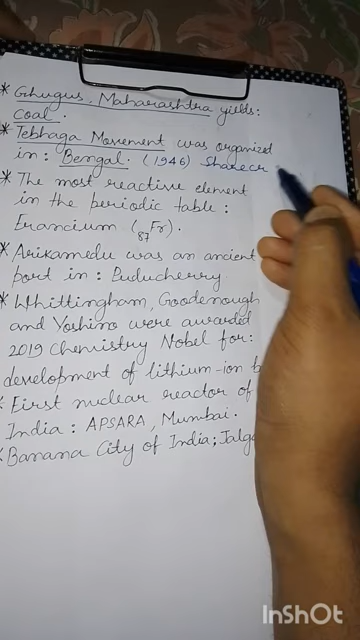 * Ghugus, Maharashtra yields:
coal.
* Tebhaga Movement was organized
in: Bengal. (1946) Sharecr
* The most reactive element
in the periodic table:
Francium (87Fr).
* Arikamedu was an ancient
port in: Puducherry.
* Whittingham, Goodenough
and Yoshino were awarded
2019 Chemistry Nobel for:
development of lithium-ion b
* First nuclear reactor of
India: APSARA, Mumbai.
* Banana City of India; Jalga
InShOt